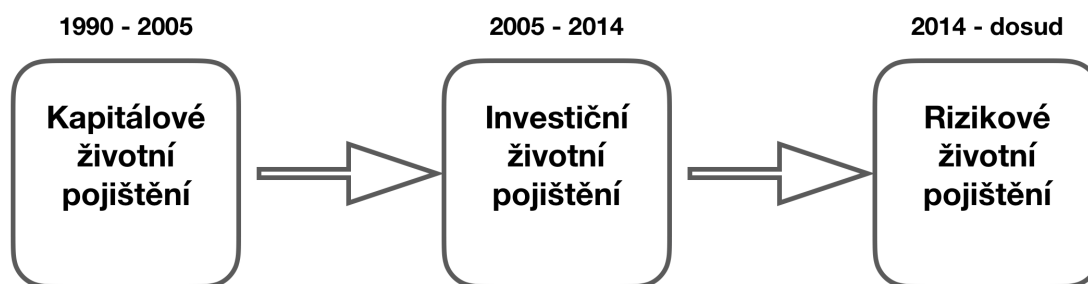 1990 - 2005
Kapitálové
životní
pojištění
2005 - 2014
Investiční
životní
pojištění
2014 - dosud
Rizikové
životní
pojištění